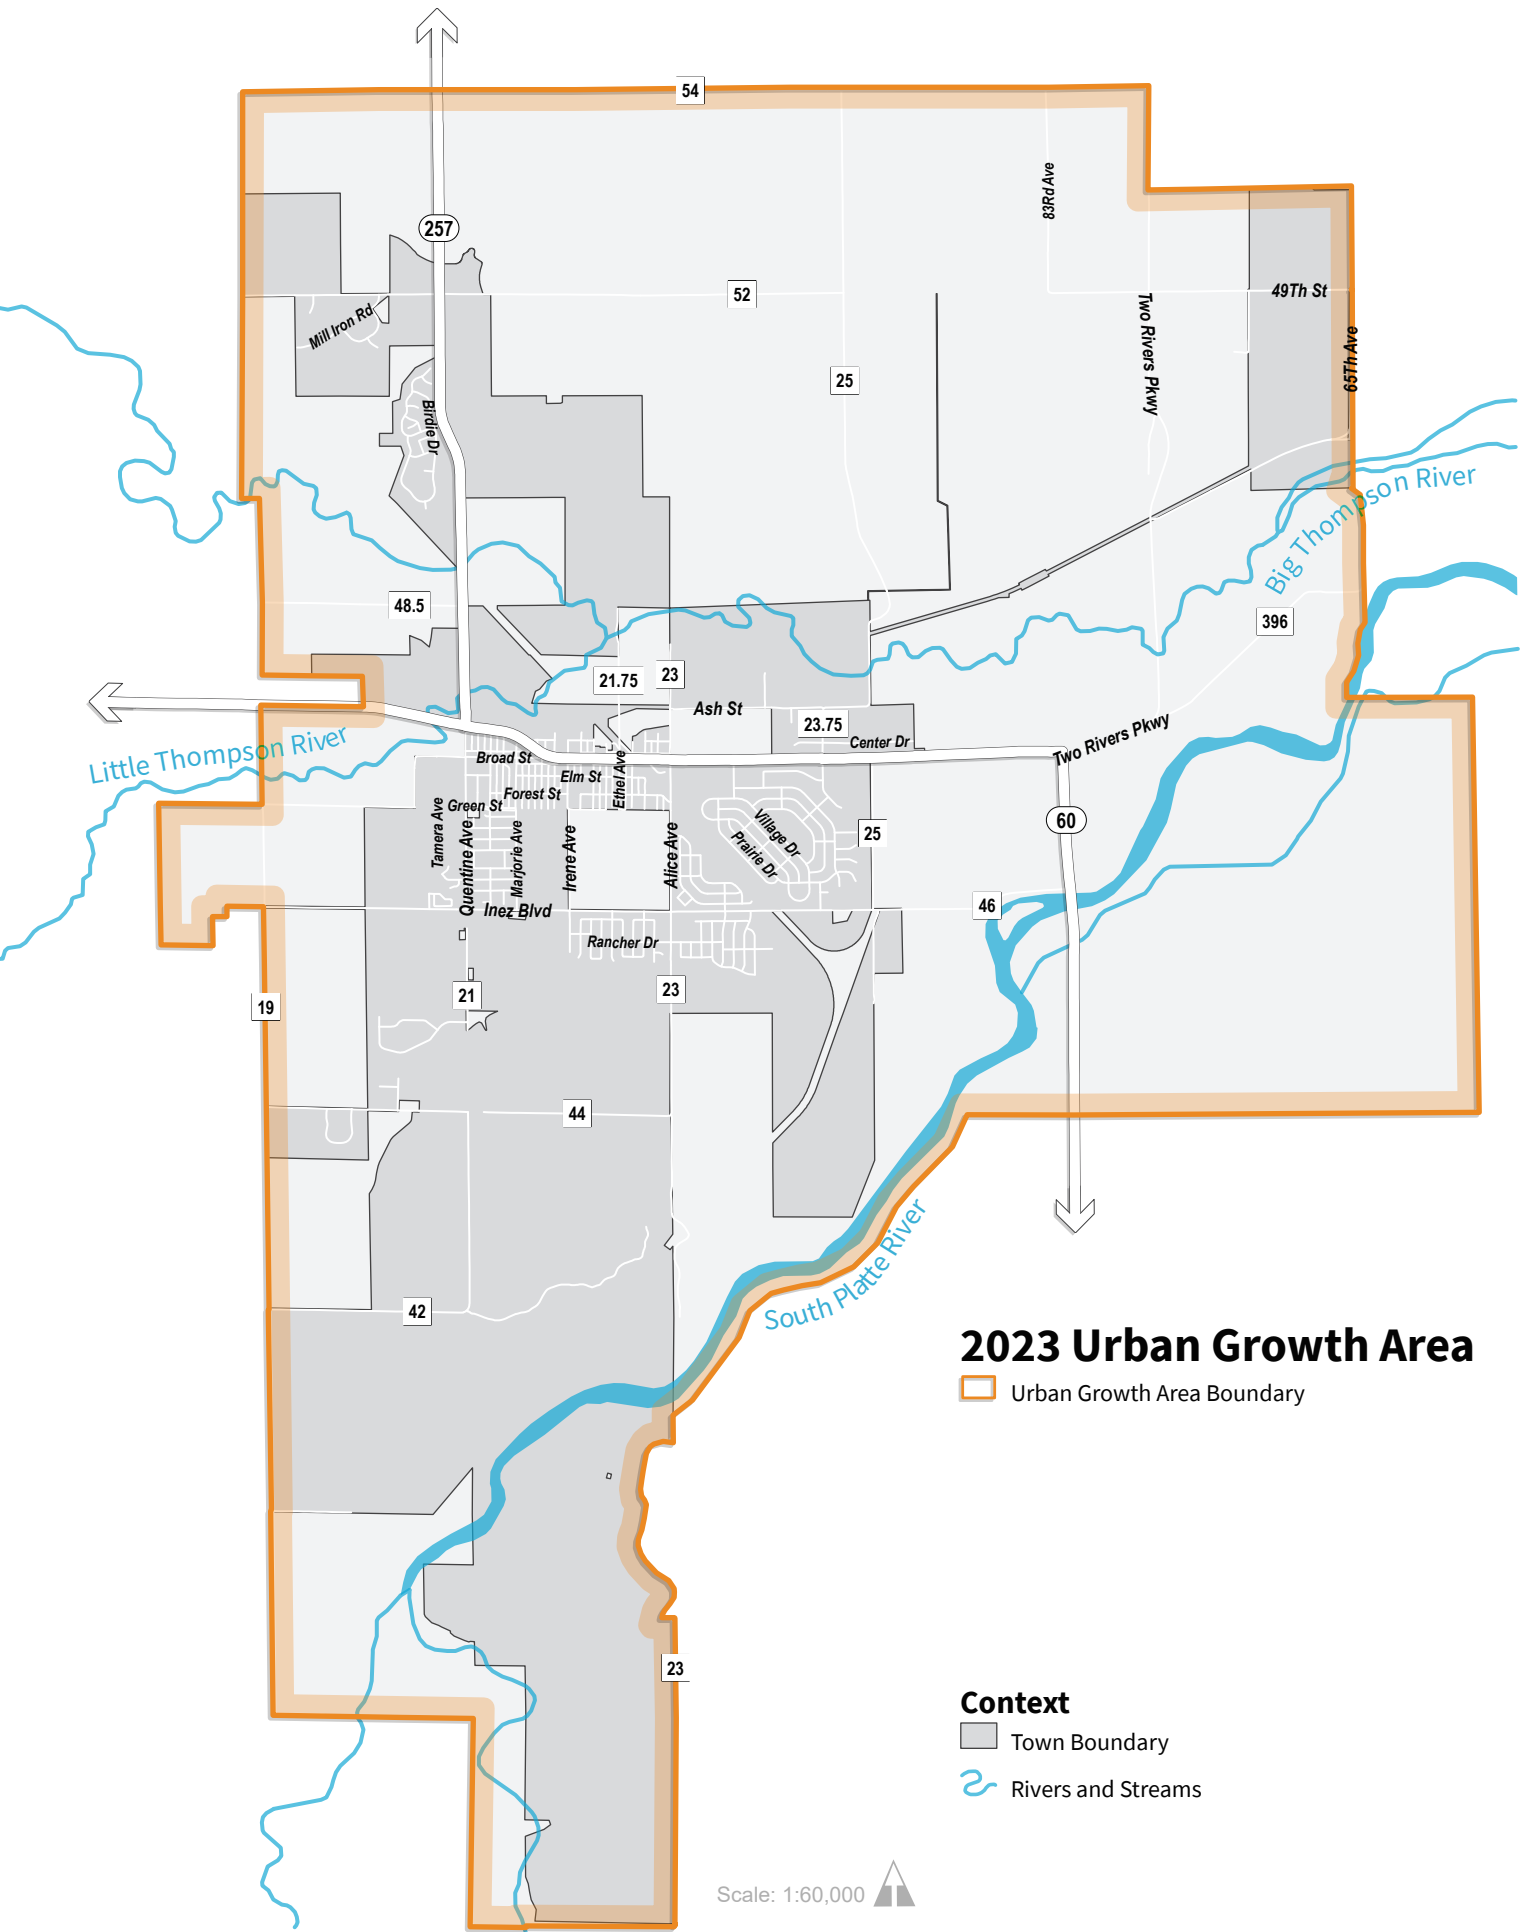 54
83Rd Ave
257
49Th St
52
Mill Iron Rd
Two Rivers Pkwy
65Th Ave
25
Birdie Dr
Big Thompson River
48.5
396
23
21.75
Ash St
23.75
Center Dr
Two Rivers Pkwy
Little Thompson River
Broad St
Elm St
Ethel Ave
Forest St
Green St
Tamera Ave
Quentine Ave
Marjorie Ave
Irene Ave
Alice Ave
Village Dr
Prairie Dr
25
60
46
Inez Blvd
Rancher Dr
21
23
19
44
42
South Platte River
2023 Urban Growth Area
Urban Growth Area Boundary
23
Context
Town Boundary
Rivers and Streams
Scale: 1:60,000